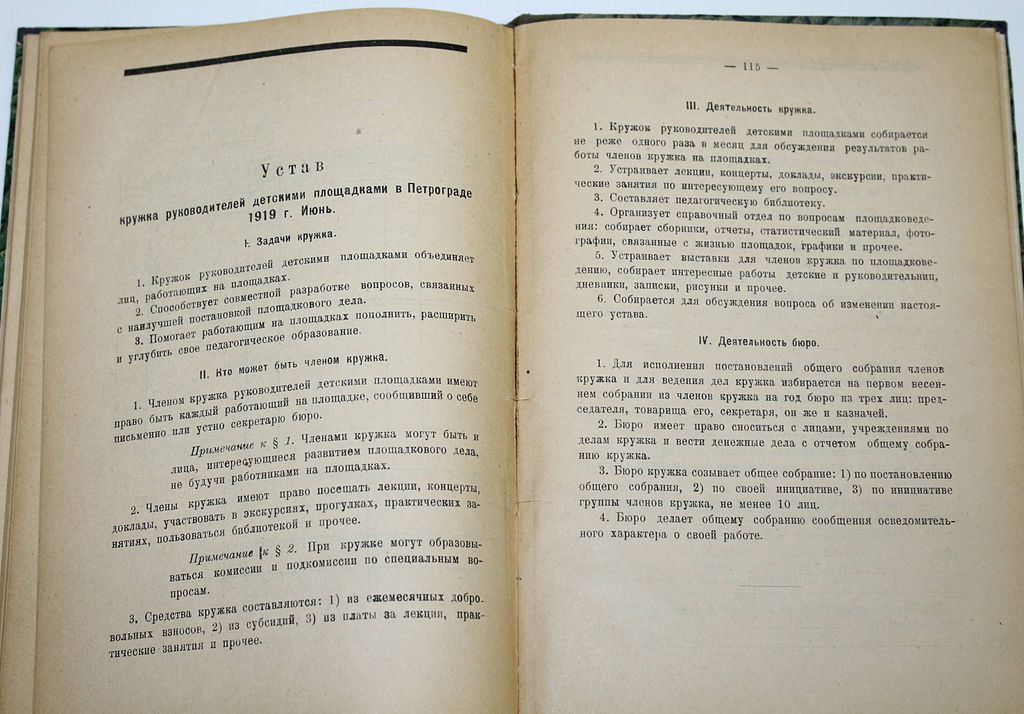 Устав
кружка руководителей детскими площадками в Петрограде
1919 г. Июнь.
I. Задачи кружка.
1. Кружок руководителей детскими площадками объединяет
лиц, работающих на площадках.
2. Способствует совместной разработке вопросов, связанных
с наилучшей постановкой площадкового дела.
3. Помогает работающим на площадках пополнить, расширить
и углубить свое педагогическое образование.
II. Кто может быть членом кружка.
1. Членом кружка руководителей детскими площадками имеют
право быть каждый работающий на площадке, сообщивший о себе
письменно или устно секретарю бюро.
Примечание к § 1. Членами кружка могут быть и
лица, интересующиеся развитием площадкового дела,
не будучи работниками на площадках.
2. Члены кружка имеют право посещать лекции, концерты,
доклады, участвовать в экскурсиях, прогулках, практических за-
нятиях, пользоваться библиотекой и прочее.
Примечание к § 2. При кружке могут образовы-
ваться комиссии и подкомиссии по специальным во-
просам.
3. Средства кружка составляются: 1) из ежемесячных добро-
вольных взносов, 2) из субсидий, 3) из платы за лекции, прак-
тические занятия и прочее.
— 115 —
III. Деятельность кружка.
1. Кружок руководителей детскими площадками собирается
не реже одного раза в месяц для обсуждения результатов ра-
боты членов кружка на площадках.
2. Устраивает лекции, концерты, доклады, экскурсии, практи-
ческие занятия по интересующему его вопросу.
3. Составляет педагогическую библиотеку.
4. Организует справочный отдел по вопросам площадковеде-
ния: собирает сборники, отчеты, статистический материал, фото-
графии, связанные с жизнью площадок, графики и прочее.
5. Устраивает выставки для членов кружка по площадкове-
дению, собирает интересные работы детские и руководительниц,
дневники, записки, рисунки и прочее.
6. Собирается для обсуждения вопроса об изменении настоя-
щего устава.
IV. Деятельность бюро.
1. Для исполнения постановлений общего собрания членов
кружка и для ведения дел кружка избирается на первом весен-
нем собрании из членов кружка на год бюро из трех лиц: пред-
седателя, товарища его, секретаря, он же и казначей.
2. Бюро имеет право сноситься с лицами, учреждениями по
делам кружка и вести денежные дела с отчетом общему собра-
нию кружка.
3. Бюро кружка созывает общее собрание: 1) по постановлению
общего собрания, 2) по своей инициативе, 3) по инициативе
группы членов кружка, не менее 10 лиц.
4. Бюро делает общему собранию сообщения осведомитель-
ного характера о своей работе.